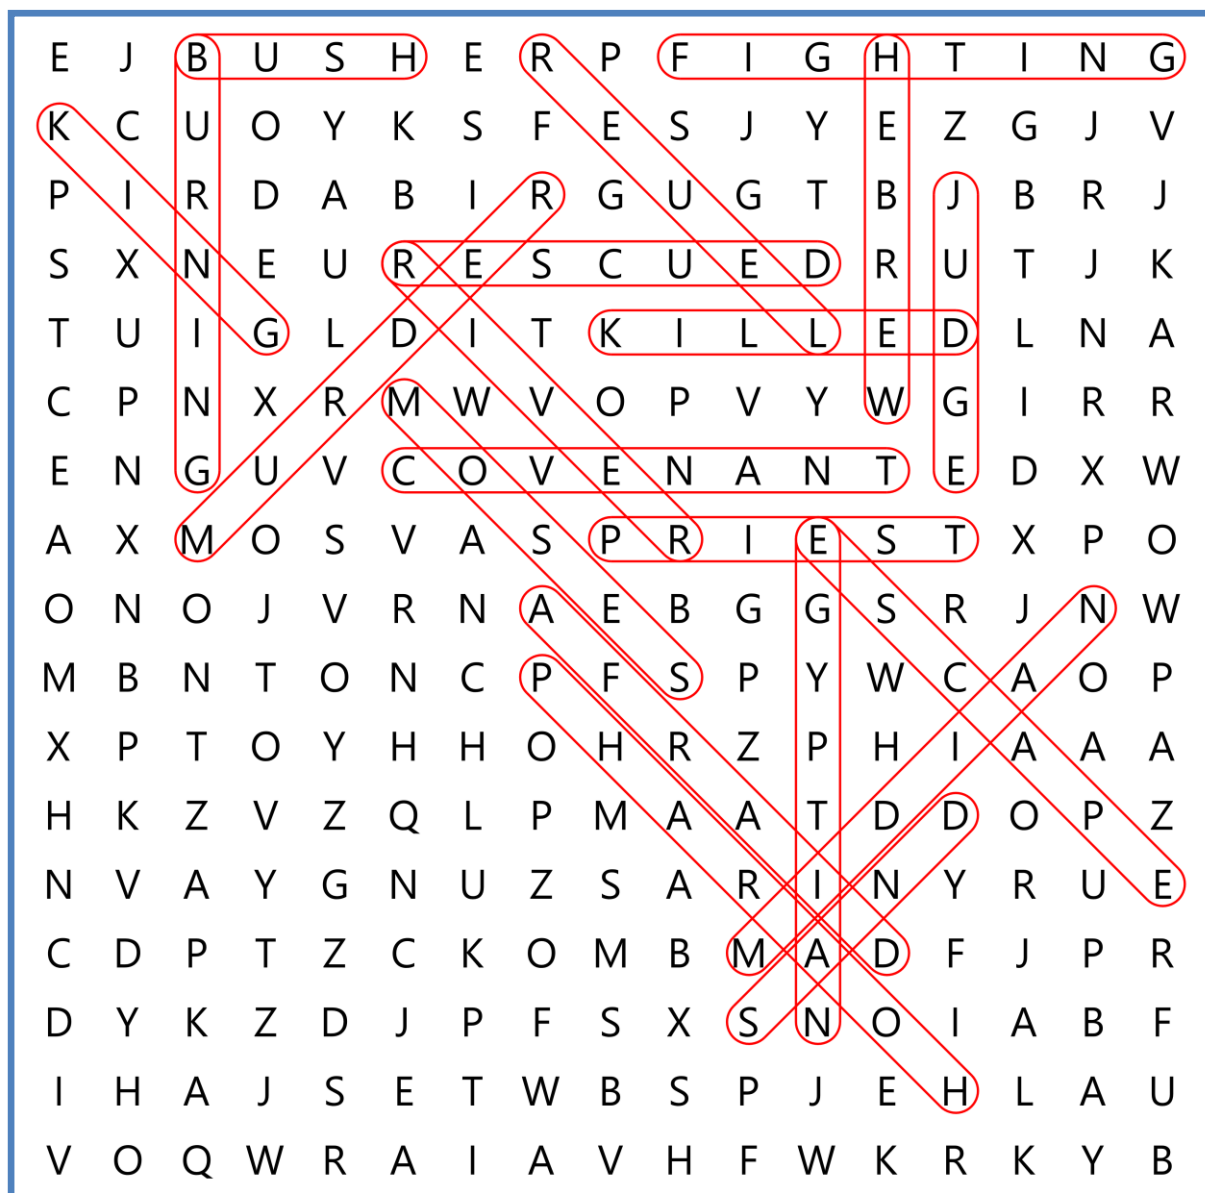 E J B U S H E R P F I G H T I N G
K C U O Y K S F E S J Y E Z G J V
P I R D A B I R G U G T B J B R J
S X N E U R E S C U E D R U T J K
T U I G L D I T K I L L E D L N A
C P N X R M W V O P V Y W G I R R
E N G U V C O V E N A N T E D X W
A X M O S V A S P R I E S T X P O
O N O J V R N A E B G G S R J N W
M B N T O N C P F S P Y W C A O P
X P T O Y H H O H R Z P H I A A A
H K Z V Z Q L P M A A T D D O P Z
N V A Y G N U Z S A R I N Y R U E
C D P T Z C K O M B M A D F J P R
D Y K Z D J P F S X S N O I A B F
I H A J S E T W B S P J E H L A U
V O Q W R A I A V H F W K R K Y B